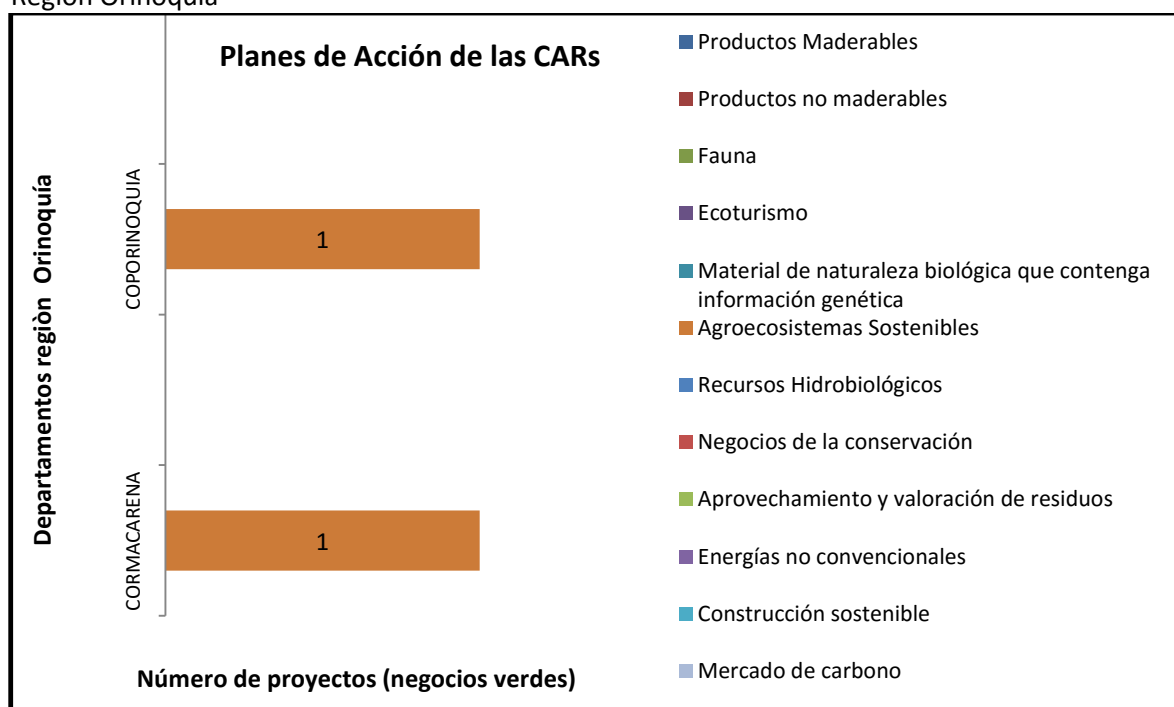 Región Orinoquía
Planes de Acción de las CARs
Departamentos regiòn Orinoquía
COPORINOQUIA
1
CORMACARENA
1
Número de proyectos (negocios verdes)
Productos Maderables
Productos no maderables
Fauna
Ecoturismo
Material de naturaleza biológica que contenga
información genética
Agroecosistemas Sostenibles
Recursos Hidrobiológicos
Negocios de la conservación
Aprovechamiento y valoración de residuos
Energías no convencionales
Construcción sostenible
Mercado de carbono